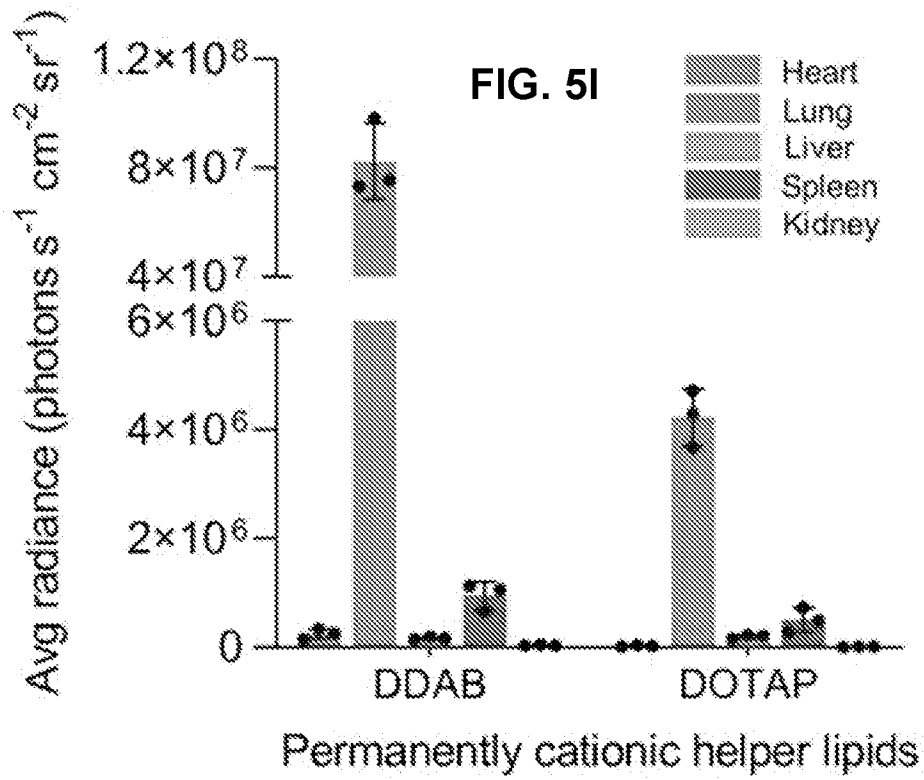 FIG. 5I
Avg radiance (photons s⁻¹ cm⁻² sr⁻¹)
1.2×10⁸
8×10⁷
4×10⁷
6×10⁶
4×10⁶
2×10⁶
0
Heart
Lung
Liver
Spleen
Kidney
DDAB
DOTAP
Permanently cationic helper lipids